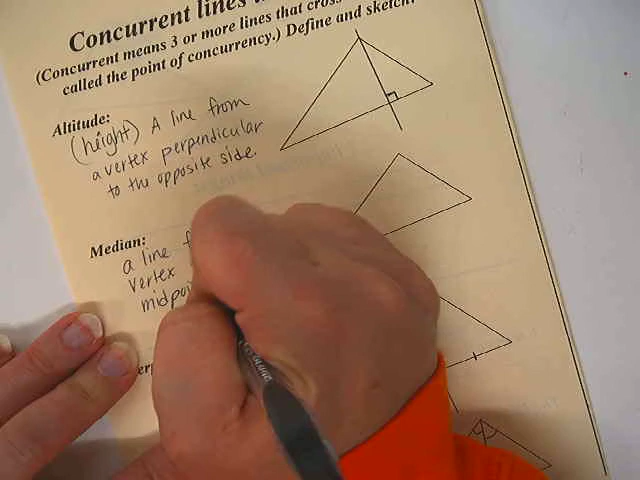 Concurrent lines
(Concurrent means 3 or more lines that cross
called the point of concurrency.) Define and sketch.
Altitude:
(height) A line from
a vertex perpendicular
to the opposite side.
Median:
a line
vertex